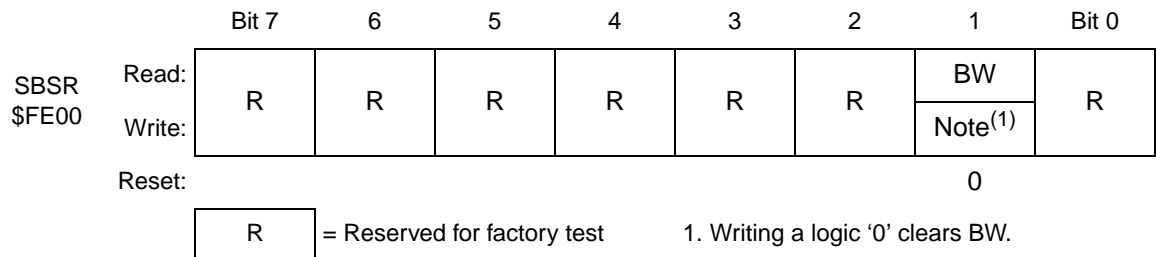 Bit 7 6 5 4 3 2 1 Bit 0
SBSR
$FE00
Read: R R R R R R BW R
Write: Note(1)
Reset: 0
R = Reserved for factory test 1. Writing a logic ‘0’ clears BW.